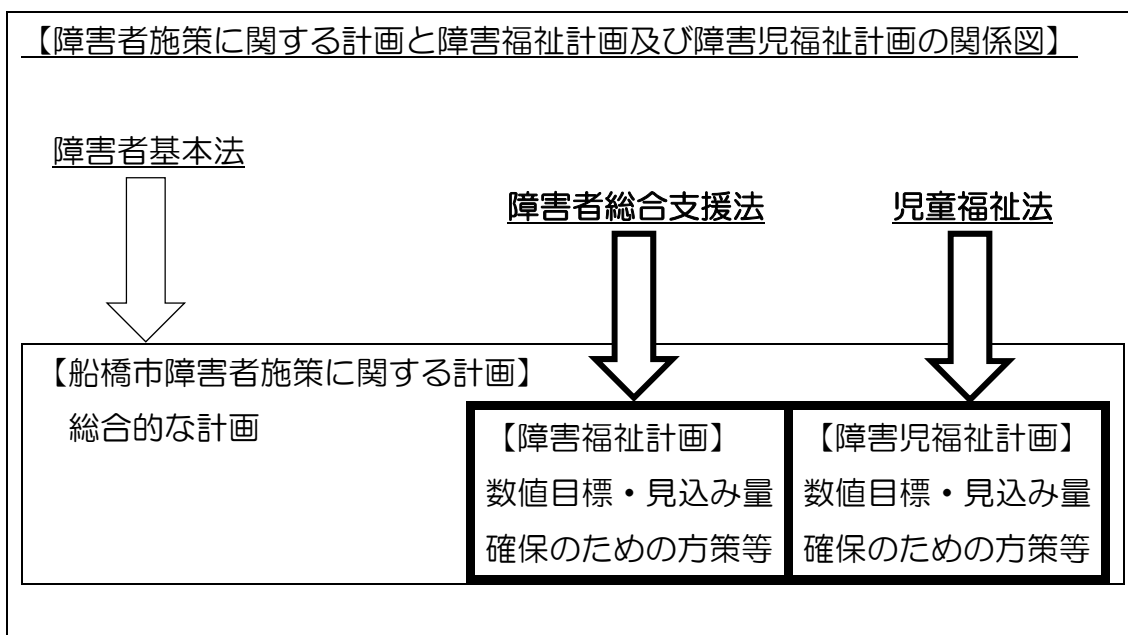 【障害者施策に関する計画と障害福祉計画及び障害児福祉計画の関係図】
障害者基本法
障害者総合支援法
児童福祉法
【船橋市障害者施策に関する計画】
総合的な計画
【障害福祉計画】
数値目標・見込み量
確保のための方策等
【障害児福祉計画】
数値目標・見込み量
確保のための方策等